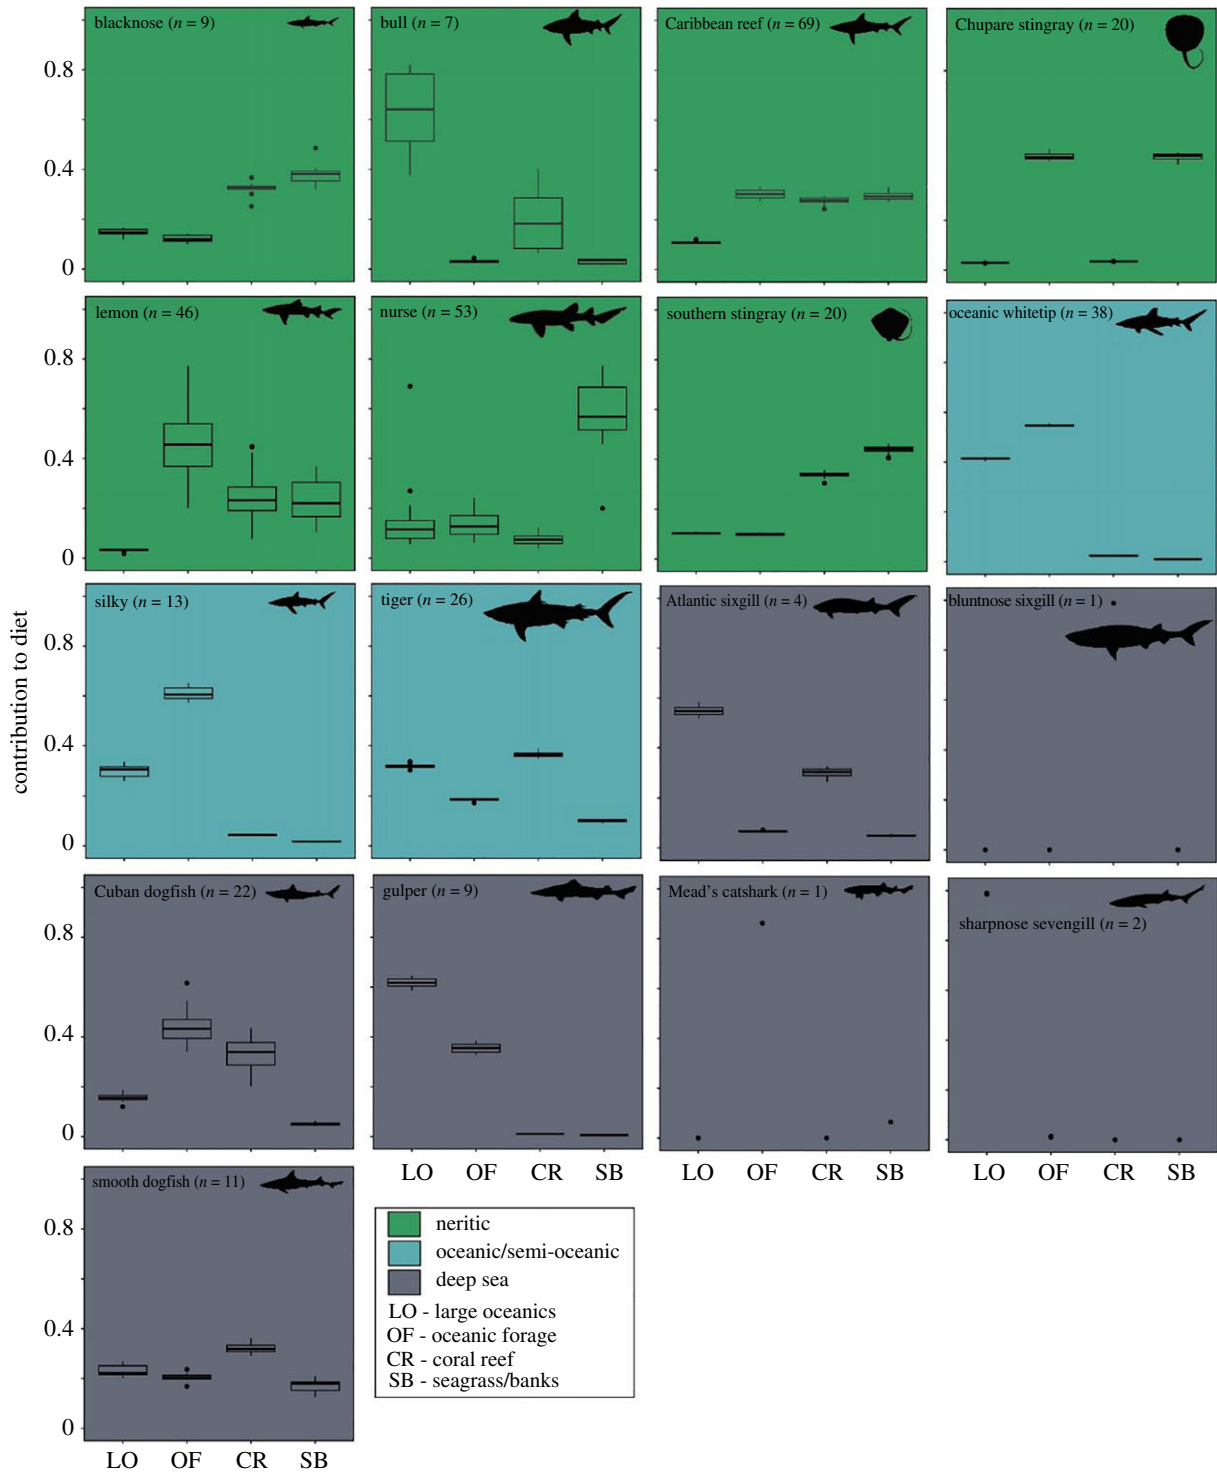 blacknose (n = 9)
bull (n = 7)
Caribbean reef (n = 69)
Chupare stingray (n = 20)
0.8
0.4
0
lemon (n = 46)
nurse (n = 53)
southern stingray (n = 20)
oceanic whitetip (n = 38)
0.8
0.4
0
contribution to diet
silky (n = 13)
tiger (n = 26)
Atlantic sixgill (n = 4)
bluntnose sixgill (n = 1)
0.8
0.4
0
Cuban dogfish (n = 22)
gulper (n = 9)
Mead's catshark (n = 1)
sharpnose sevengill (n = 2)
0.8
0.4
0
LO OF CR SB
LO OF CR SB
LO OF CR SB
smooth dogfish (n = 11)
0.8
0.4
0
LO OF CR SB
neritic
oceanic/semi-oceanic
deep sea
LO - large oceanics
OF - oceanic forage
CR - coral reef
SB - seagrass/banks